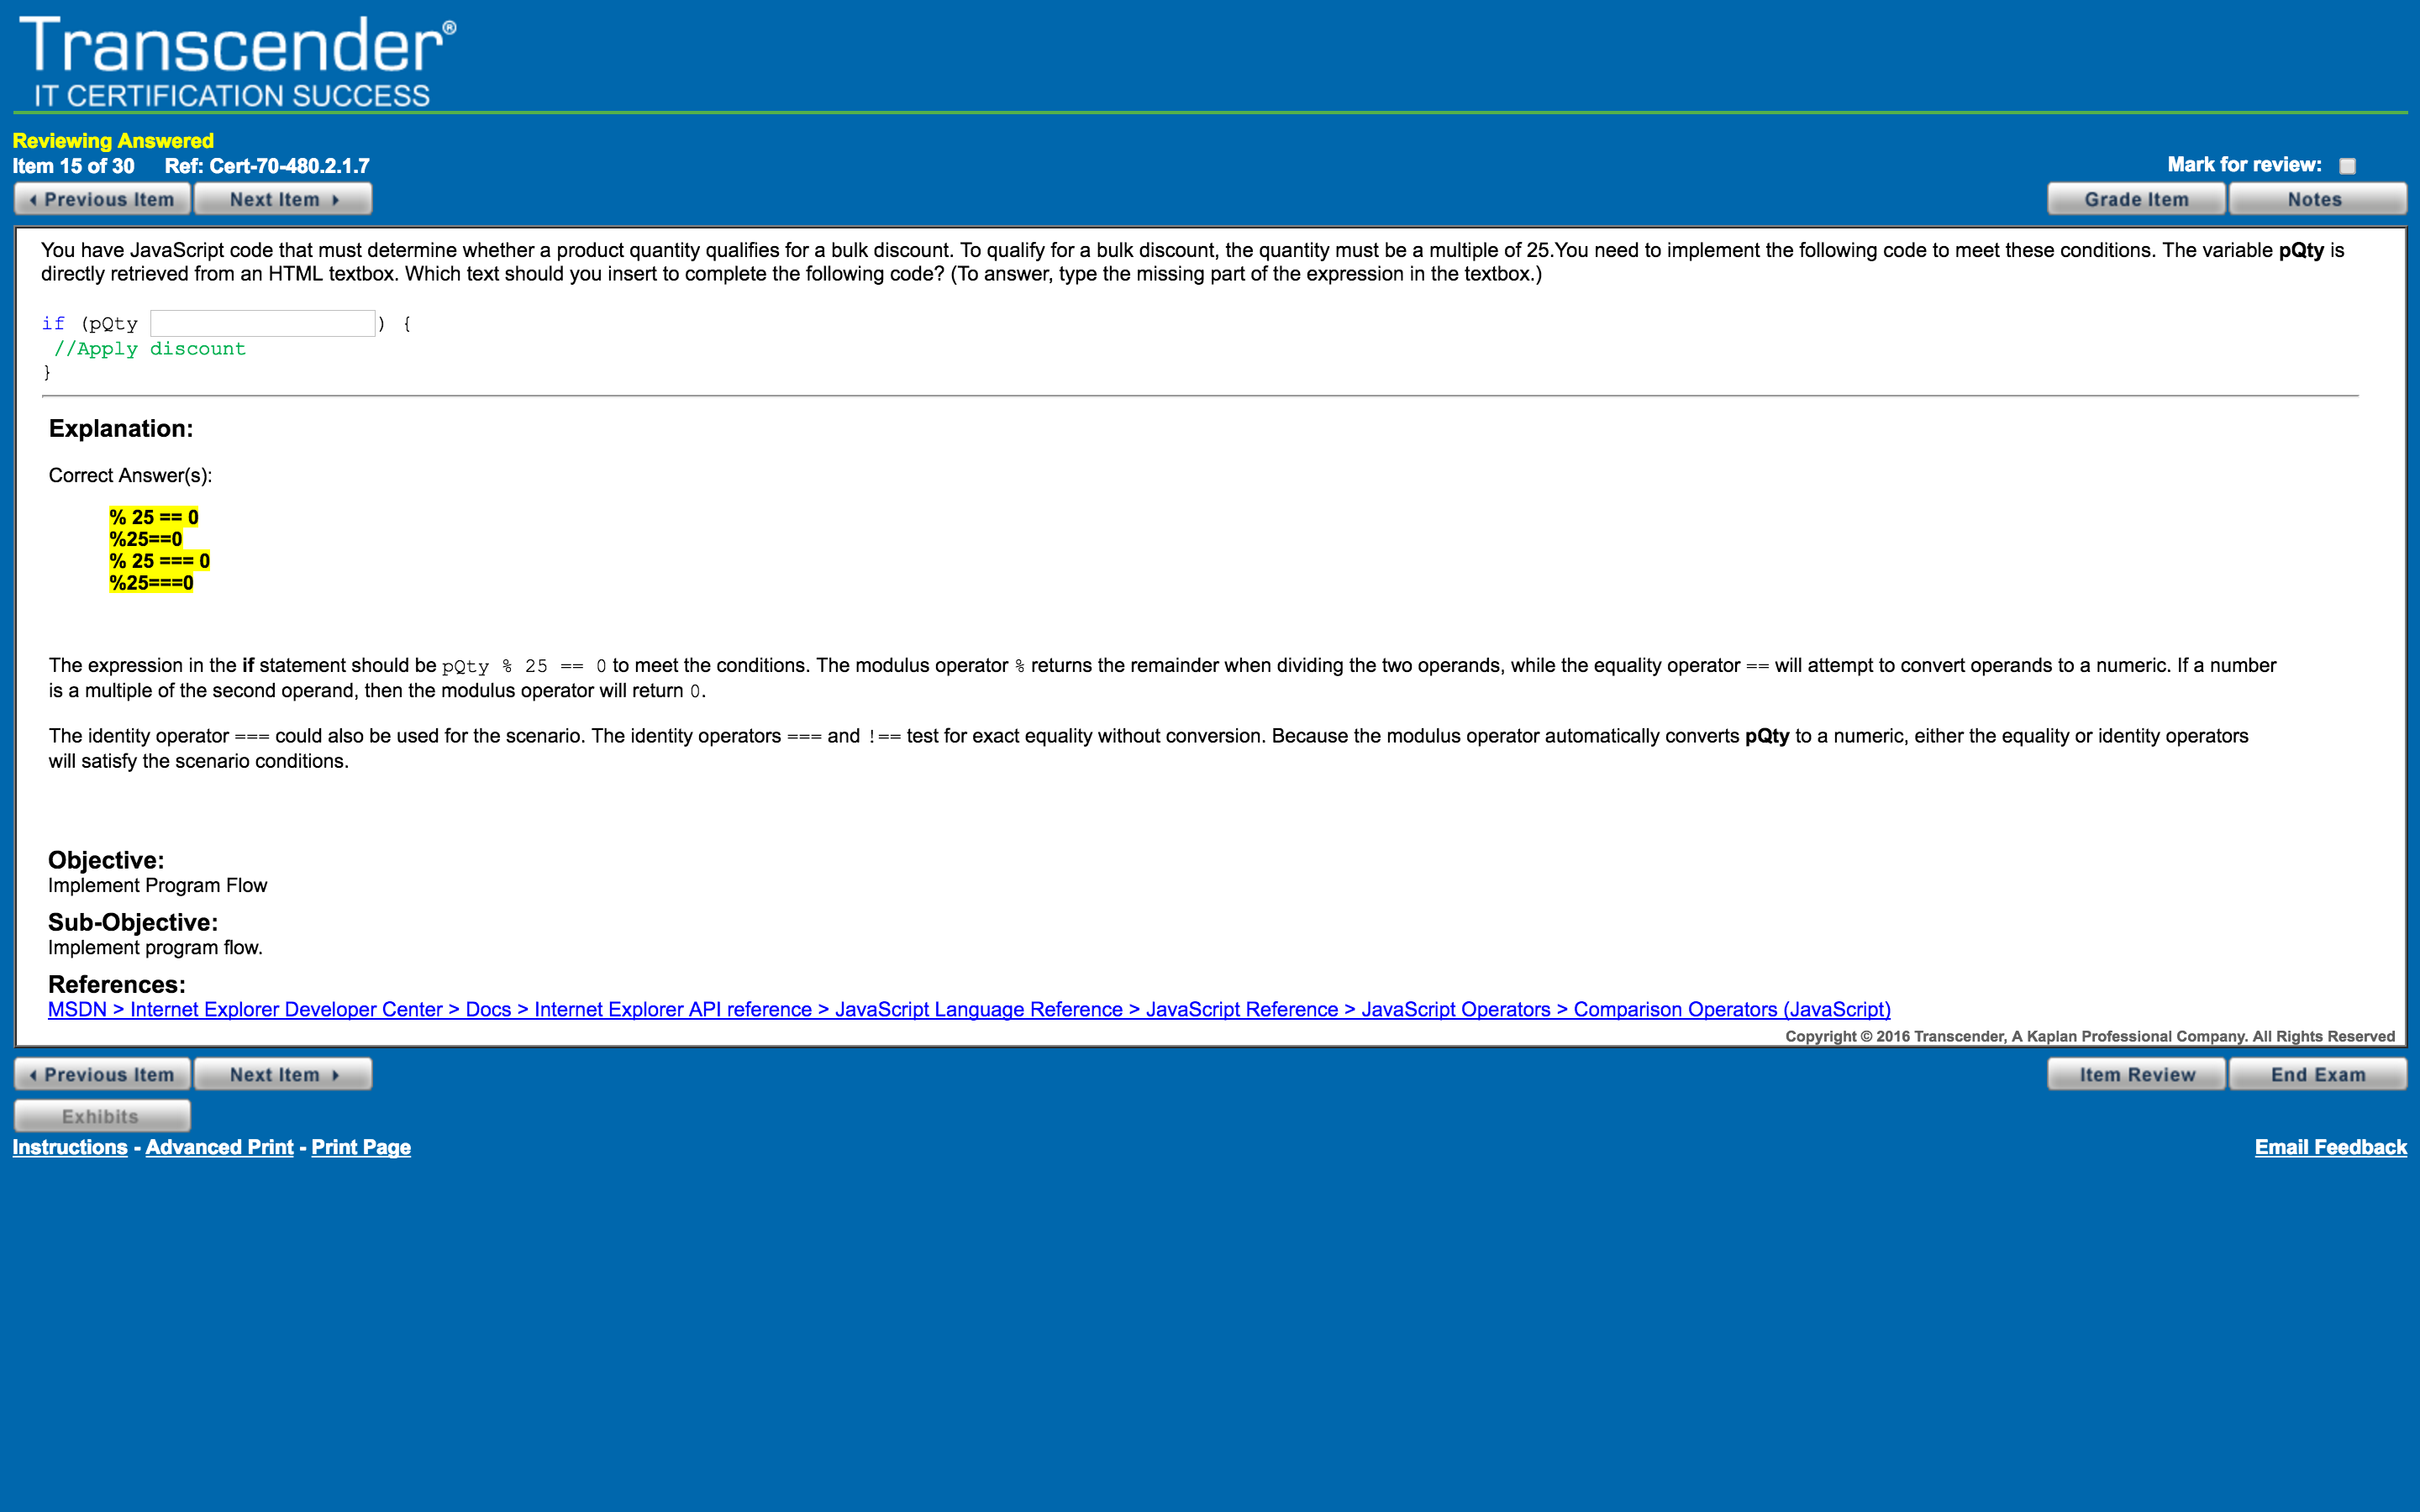 Transcender®
IT CERTIFICATION SUCCESS
Reviewing Answered
Item 15 of 30 Ref: Cert-70-480.2.1.7
Mark for review:
Previous Item Next Item Grade Item Notes
You have JavaScript code that must determine whether a product quantity qualifies for a bulk discount. To qualify for a bulk discount, the quantity must be a multiple of 25.You need to implement the following code to meet these conditions. The variable pQty is
directly retrieved from an HTML textbox. Which text should you insert to complete the following code? (To answer, type the missing part of the expression in the textbox.)
if (pQty ) {
//Apply discount
}
Explanation:
Correct Answer(s):
% 25 == 0
%25==0
% 25 === 0
%25===0
The expression in the if statement should be pQty % 25 == 0 to meet the conditions. The modulus operator % returns the remainder when dividing the two operands, while the equality operator == will attempt to convert operands to a numeric. If a number
is a multiple of the second operand, then the modulus operator will return 0.
The identity operator === could also be used for the scenario. The identity operators === and !== test for exact equality without conversion. Because the modulus operator automatically converts pQty to a numeric, either the equality or identity operators
will satisfy the scenario conditions.
Objective:
Implement Program Flow
Sub-Objective:
Implement program flow.
References:
MSDN > Internet Explorer Developer Center > Docs > Internet Explorer API reference > JavaScript Language Reference > JavaScript Reference > JavaScript Operators > Comparison Operators (JavaScript)
Copyright © 2016 Transcender, A Kaplan Professional Company. All Rights Reserved
Previous Item Next Item Item Review End Exam
Exhibits
Instructions - Advanced Print - Print Page Email Feedback